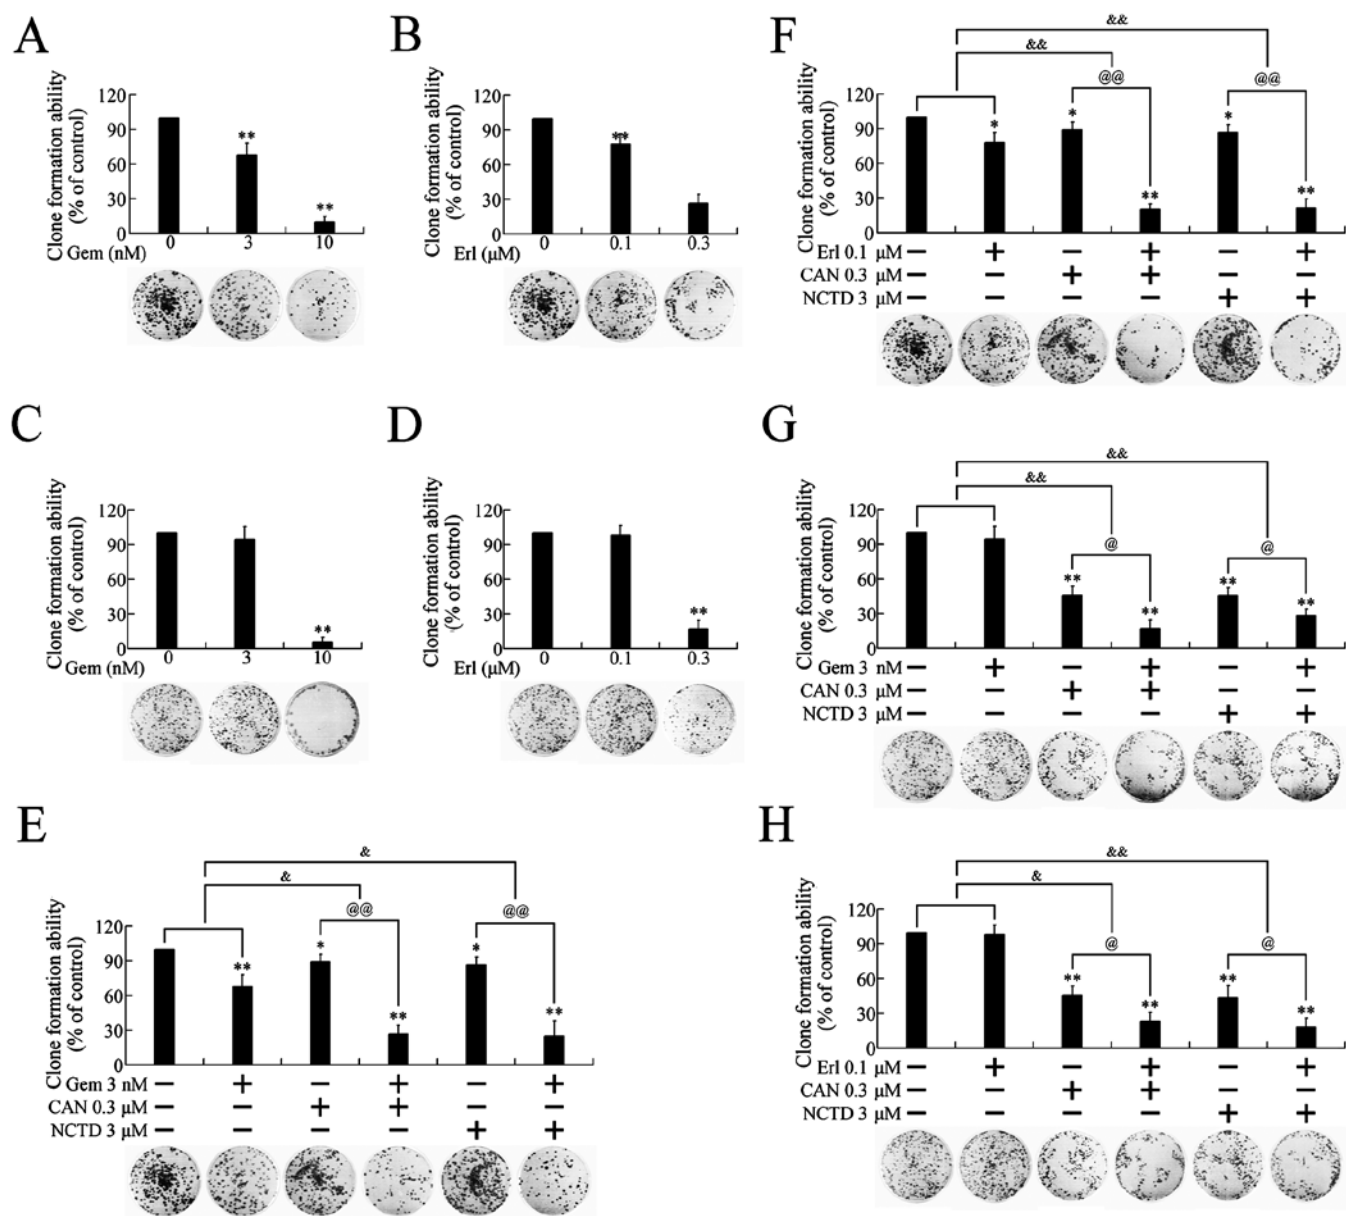 A
Clone formation ability
(% of control)
120
90
60
30
0
**
**
0 3 10
Gem (nM)
B
Clone formation ability
(% of control)
120
90
60
30
0
**
0 0.1 0.3
Erl (μM)
C
Clone formation ability
(% of control)
120
90
60
30
0
**
0 3 10
Gem (nM)
D
Clone formation ability
(% of control)
120
90
60
30
0
**
0 0.1 0.3
Erl (μM)
E
Clone formation ability
(% of control)
120
90
60
30
0
&
&
@@ @@
** * ** * **
Gem 3 nM − + − + − +
CAN 0.3 μM − − + + − −
NCTD 3 μM − − − − + +
F
Clone formation ability
(% of control)
120
90
60
30
0
&&
&&
@@ @@
* * ** * **
Erl 0.1 μM − + − + − +
CAN 0.3 μM − − + + − −
NCTD 3 μM − − − − + +
G
Clone formation ability
(% of control)
120
90
60
30
0
&&
&&
@ @
** ** ** **
Gem 3 nM − + − + − +
CAN 0.3 μM − − + + − −
NCTD 3 μM − − − − + +
H
Clone formation ability
(% of control)
120
90
60
30
0
&&
&
@ @
** ** ** **
Erl 0.1 μM − + − + − +
CAN 0.3 μM − − + + − −
NCTD 3 μM − − − − + +